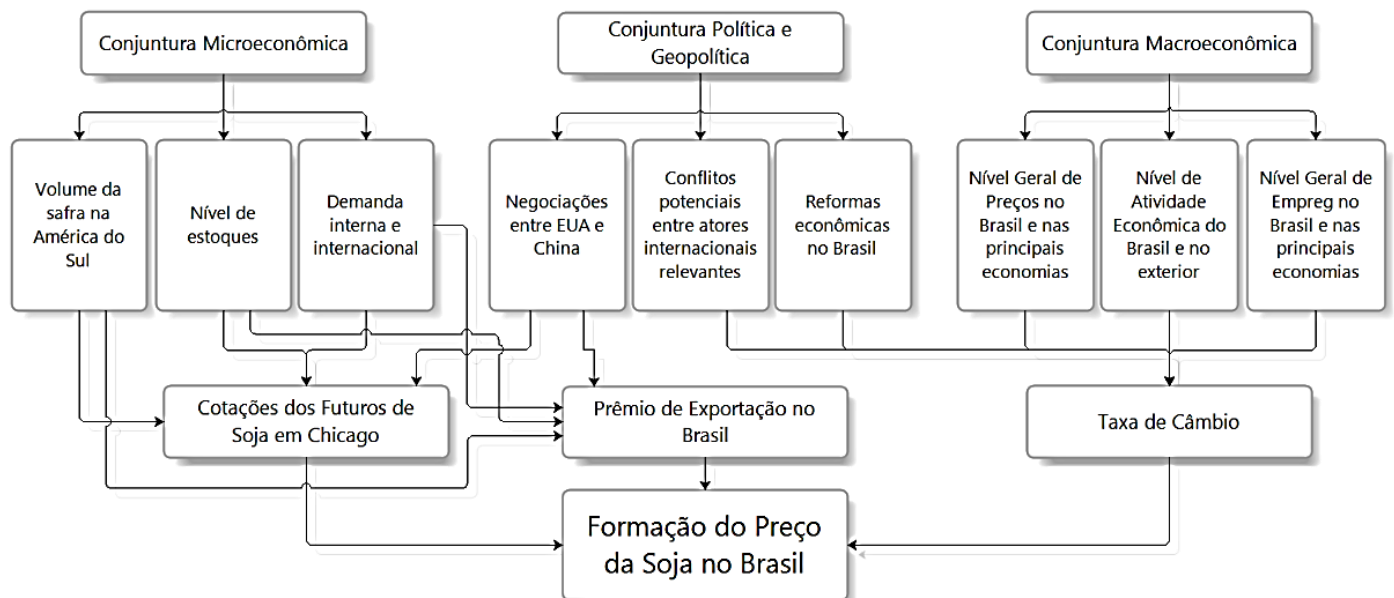 Conjuntura Microeconômica
Conjuntura Política e
Geopolítica
Conjuntura Macroeconômica
Volume da
safra na
América do
Sul
Nível de
estoques
Demanda
interna e
internacional
Negociações
entre EUA e
China
Conflitos
potenciais
entre atores
internacionais
relevantes
Reformas
econômicas
no Brasil
Nível Geral de
Preços no
Brasil e nas
principais
economias
Nível de
Atividade
Econômica do
Brasil e no
exterior
Nível Geral de
Empreg no
Brasil e nas
principais
economias
Cotações dos Futuros de
Soja em Chicago
Prêmio de Exportação no
Brasil
Taxa de Câmbio
Formação do Preço
da Soja no Brasil